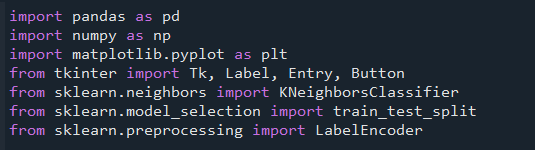 import pandas as pd
import numpy as np
import matplotlib.pyplot as plt
from tkinter import Tk, Label, Entry, Button
from sklearn.neighbors import KNeighborsClassifier
from sklearn.model_selection import train_test_split
from sklearn.preprocessing import LabelEncoder